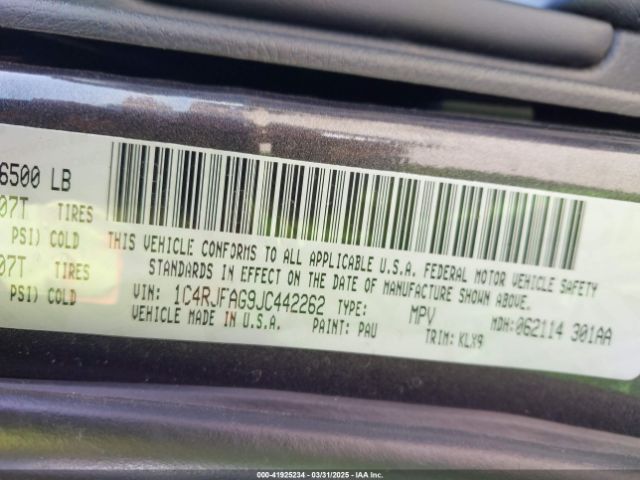 6500 LB
07T TIRES
PSI) COLD
07T TIRES
PSI) COLD
THIS VEHICLE CONFORMS TO ALL APPLICABLE U.S.A. FEDERAL MOTOR VEHICLE SAFETY
STANDARDS IN EFFECT ON THE DATE OF MANUFACTURE SHOWN ABOVE.
VIN: 1C4RJFAG9JC442262 TYPE: MPV MDH: 062114 301AA
VEHICLE MADE IN U.S.A. PAINT: PAU TRIM: KLX9
000-41925234 - 03/31/2025 - IAA Inc.